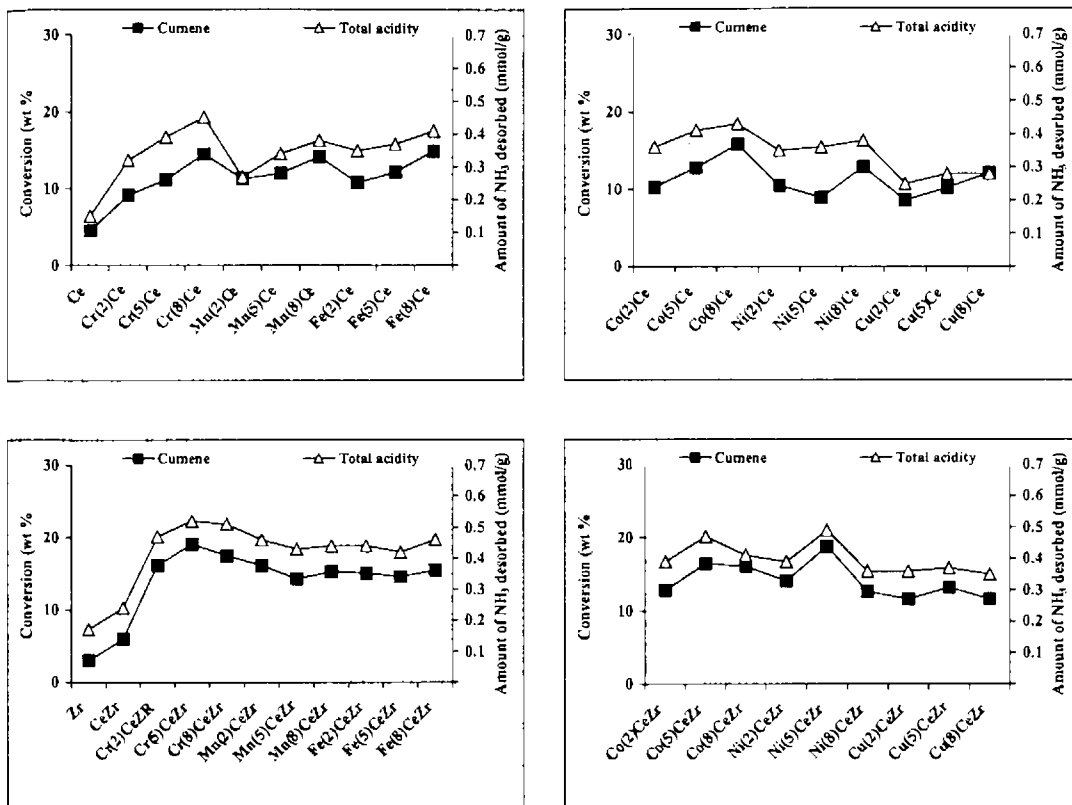 Cumene Total acidity
30
20
10
0
Conversion (wt %
0.7
0.6
0.5
0.4
0.3
0.2
0.1
Amount of NH3 desorbed (mmol/g)
Ce
Cr(2)Ce
Cr(5)Ce
Cr(8)Ce
Mn(2)Ce
Mn(5)Ce
Mn(8)Ce
Fe(2)Ce
Fe(5)Ce
Fe(8)Ce
Cumene Total acidity
30
20
10
0
Conversion (wt %
0.7
0.6
0.5
0.4
0.3
0.2
0.1
Amount of NH3 desorbed (mmol/g)
Co(2)Ce
Co(5)Ce
Co(8)Ce
Ni(2)Ce
Ni(5)Ce
Ni(8)Ce
Cu(2)Ce
Cu(5)Ce
Cu(8)Ce
Cumene Total acidity
30
20
10
0
Conversion (wt %
0.7
0.6
0.5
0.4
0.3
0.2
0.1
Amount of NH3 desorbed (mmol/g)
Zr
CeZr
Cr(2)CeZR
Cr(5)CeZr
Cr(8)CeZr
Mn(2)CeZr
Mn(5)CeZr
Mn(8)CeZr
Fe(2)CeZr
Fe(5)CeZr
Fe(8)CeZr
Cumene Total acidity
30
20
10
0
Conversion (wt %
0.7
0.6
0.5
0.4
0.3
0.2
0.1
Amount of NH3 desorbed (mmol/g)
Co(2)CeZr
Co(5)CeZr
Co(8)CeZr
Ni(2)CeZr
Ni(5)CeZr
Ni(8)CeZr
Cu(2)CeZr
Cu(5)CeZr
Cu(8)CeZr